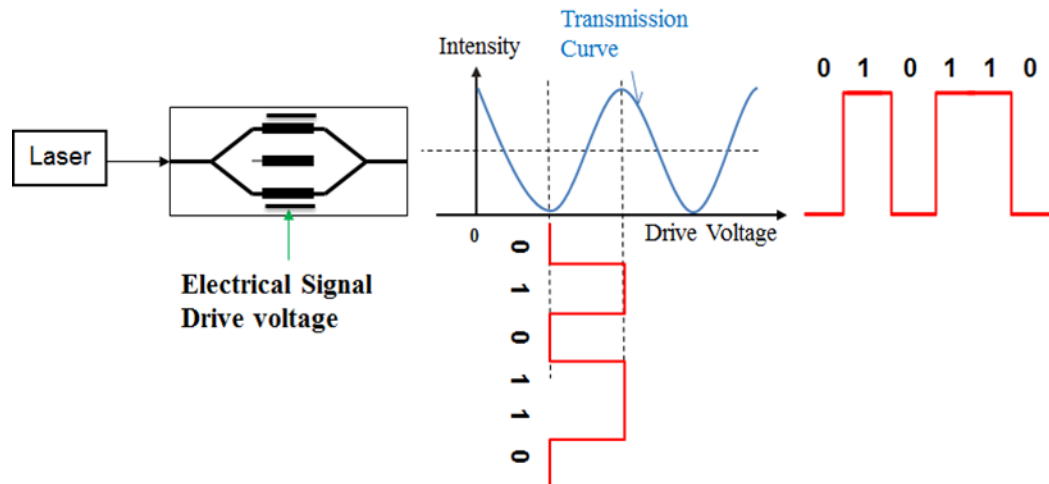 Laser
Electrical Signal
Drive voltage
Intensity
Transmission
Curve
0
Drive Voltage
0
1
0
1
1
0
0 1 0 1 1 0